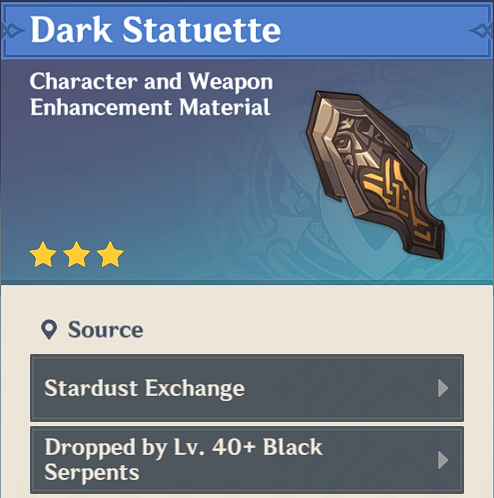 Dark Statuette
Character and Weapon
Enhancement Material
Source
Stardust Exchange
Dropped by Lv. 40+ Black
Serpents